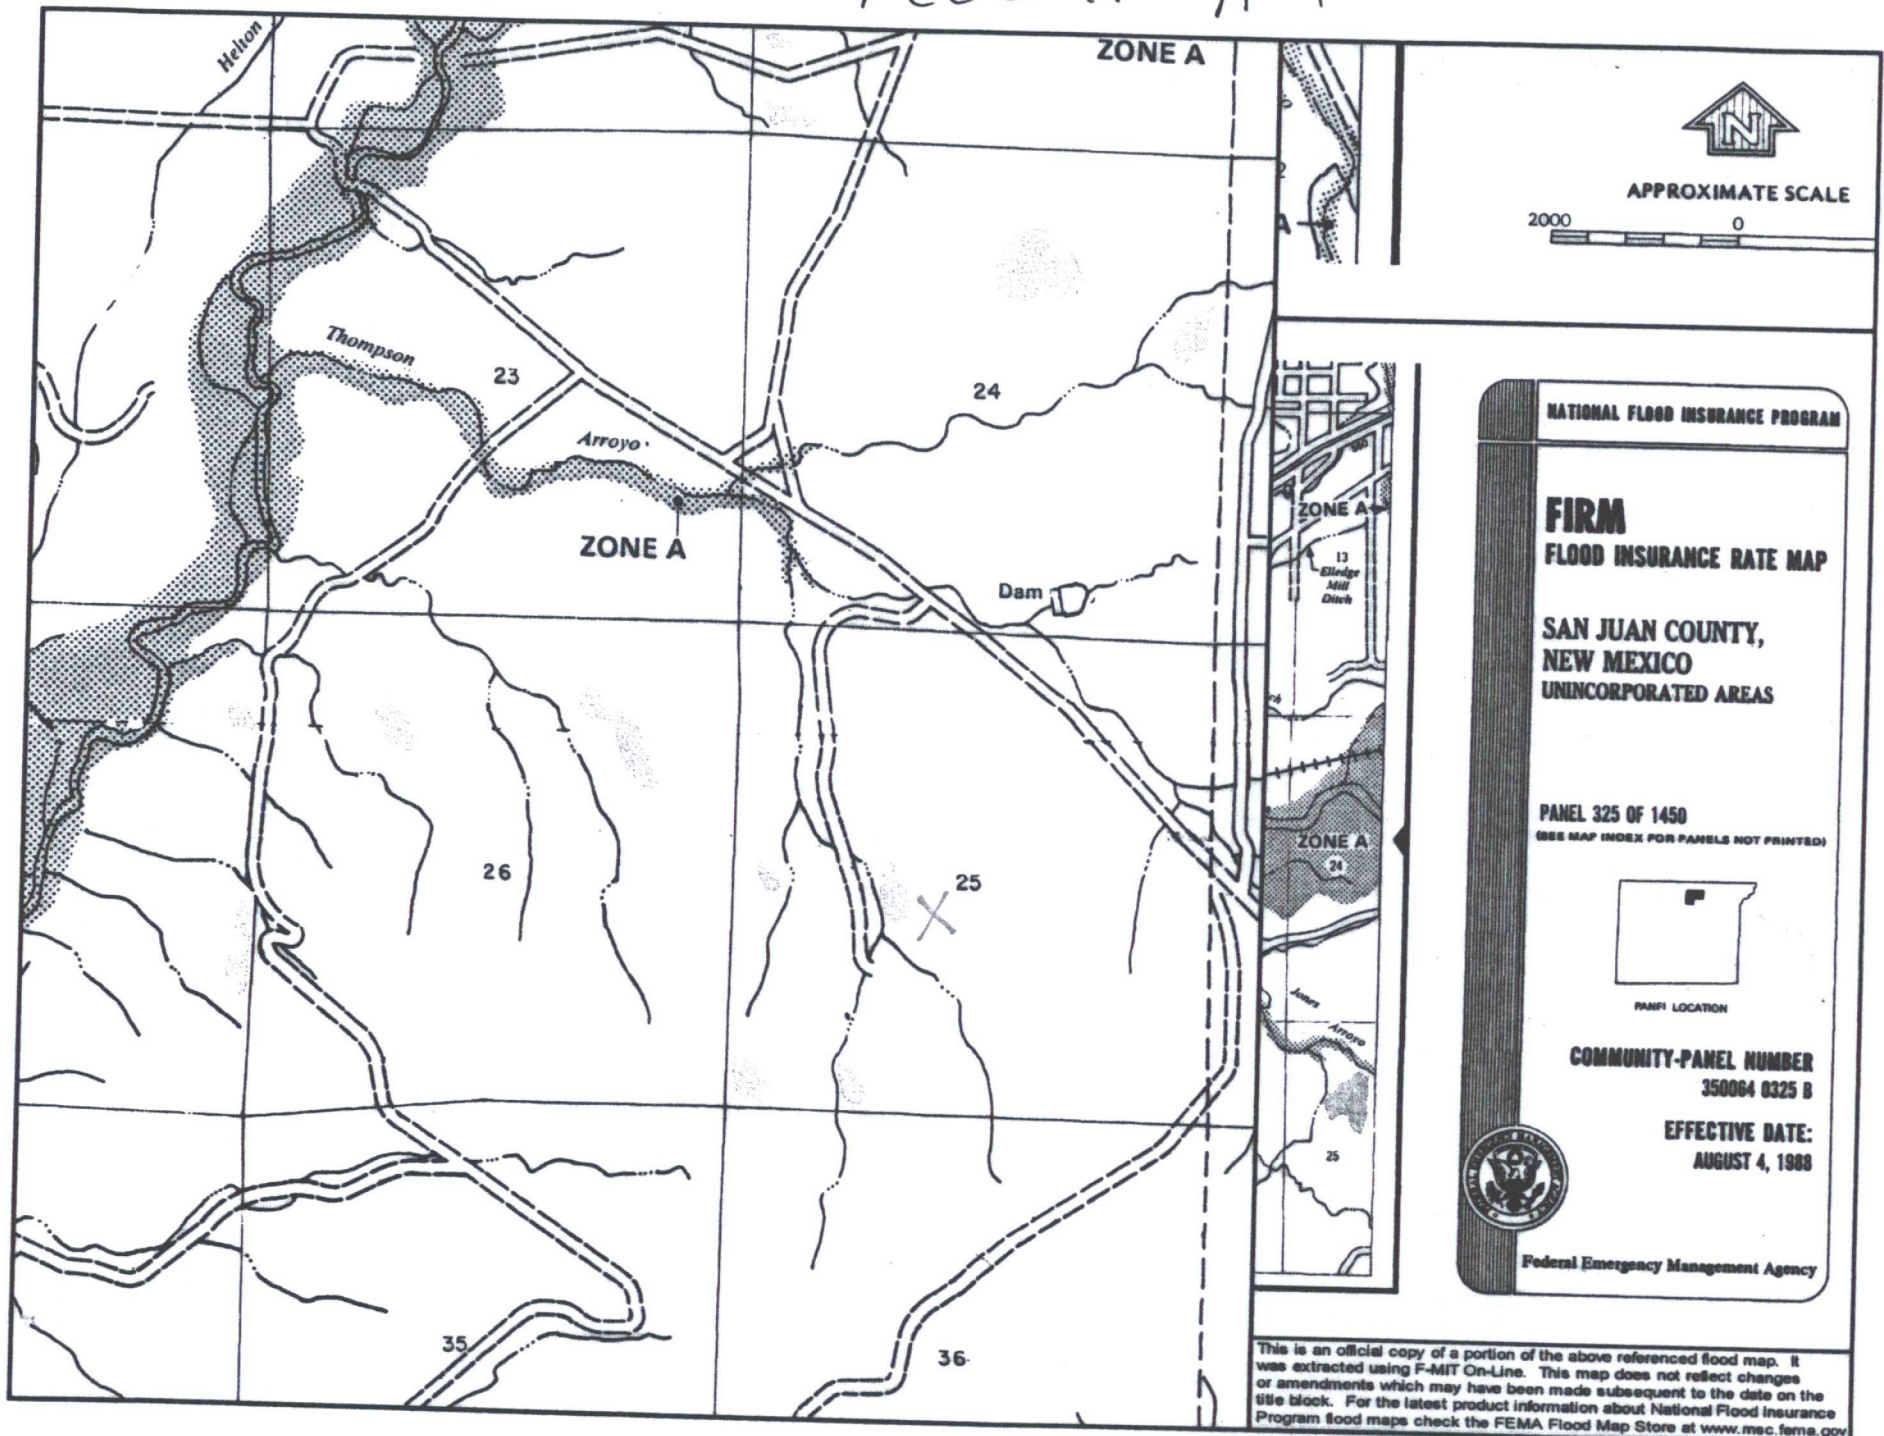 Helton
ZONE A
Thompson
23
24
Arroyo
ZONE A
Dam
26
25
35
36
A
ZONE A
13
Elledge
Mill
Ditch
ZONE A
24
Jones
Arroyo
25
N
APPROXIMATE SCALE
2000 0
NATIONAL FLOOD INSURANCE PROGRAM
FIRM
FLOOD INSURANCE RATE MAP
SAN JUAN COUNTY,
NEW MEXICO
UNINCORPORATED AREAS
PANEL 325 OF 1450
(SEE MAP INDEX FOR PANELS NOT PRINTED)
PANEL LOCATION
COMMUNITY-PANEL NUMBER
350064 0325 B
EFFECTIVE DATE:
AUGUST 4, 1988
Federal Emergency Management Agency
This is an official copy of a portion of the above referenced flood map. It
was extracted using F-MIT On-Line. This map does not reflect changes
or amendments which may have been made subsequent to the date on the
title block. For the latest product information about National Flood Insurance
Program flood maps check the FEMA Flood Map Store at www.msc.fema.gov